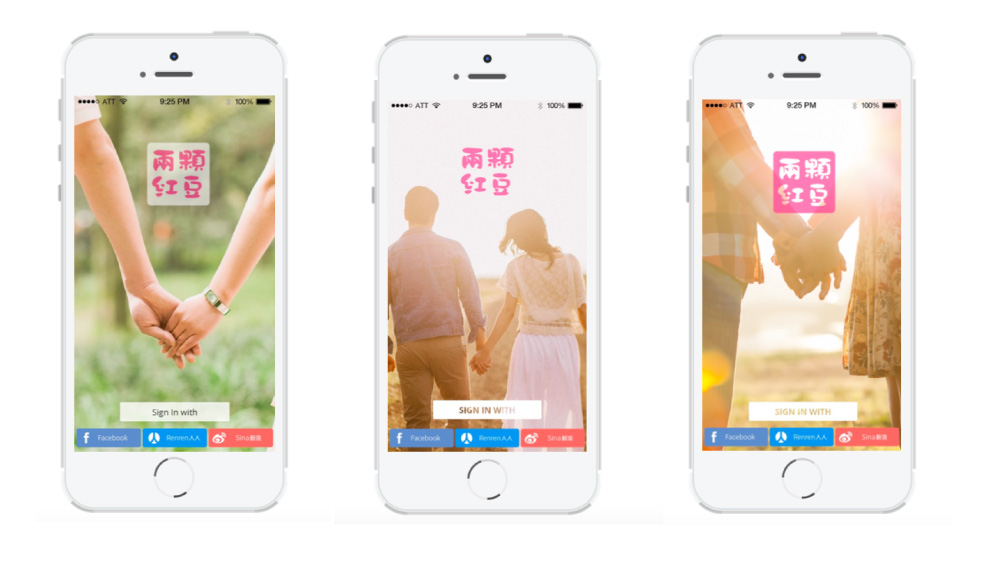 ATT 9:25 PM 100%
兩顆
紅豆
Sign In with
Facebook Renren人人 Sina新浪
ATT 9:25 PM 100%
兩顆
紅豆
SIGN IN WITH
Facebook Renren人人 Sina新浪
ATT 9:25 PM 100%
兩顆
紅豆
SIGN IN WITH
Facebook Renren人人 Sina新浪